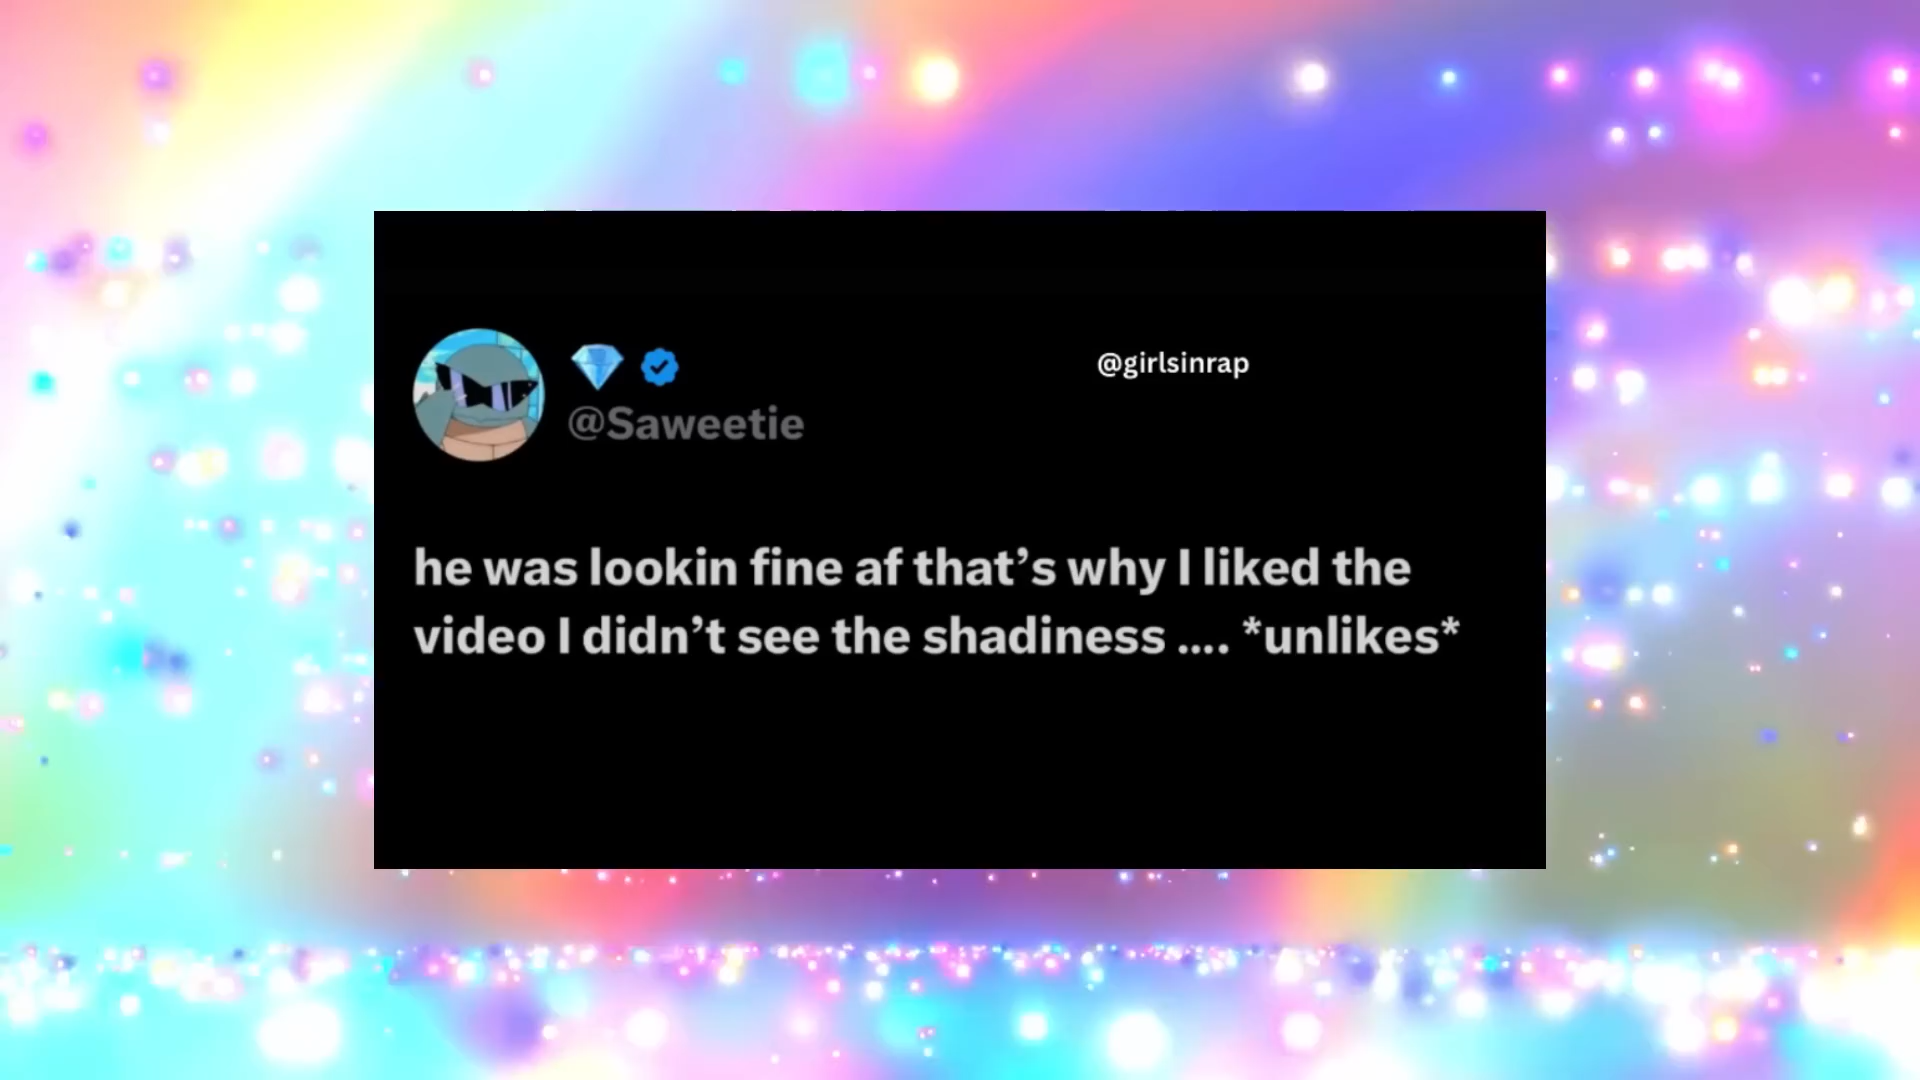 💎
@girlsinrap
@Saweetie
he was lookin fine af that’s why I liked the
video I didn’t see the shadiness .... *unlikes*